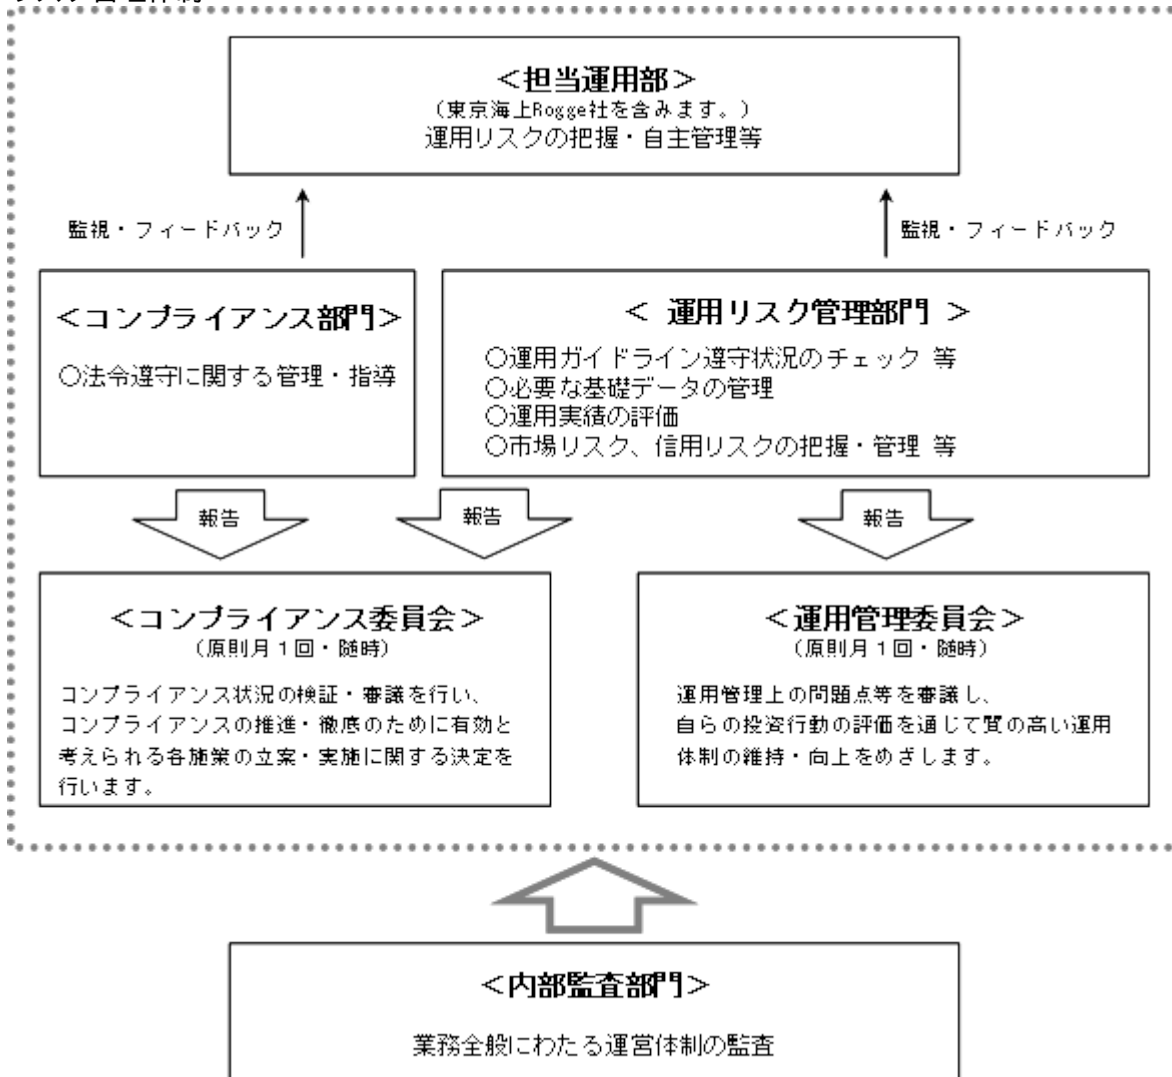 ＜担当運用部＞
（東京海上Rogge社を含みます。）
運用リスクの把握・自主管理等
監視・フィードバック
監視・フィードバック
＜コンプライアンス部門＞
○法令遵守に関する管理・指導
＜ 運用リスク管理部門 ＞
○運用ガイドライン遵守状況のチェック 等
○必要な基礎データの管理
○運用実績の評価
○市場リスク、信用リスクの把握・管理 等
報告
報告
報告
＜コンプライアンス委員会＞
（原則月１回・随時）
コンプライアンス状況の検証・審議を行い、
コンプライアンスの推進・徹底のために有効と
考えられる各施策の立案・実施に関する決定を
行います。
＜運用管理委員会＞
（原則月１回・随時）
運用管理上の問題点等を審議し、
自らの投資行動の評価を通じて質の高い運用
体制の維持・向上をめざします。
＜内部監査部門＞
業務全般にわたる運営体制の監査